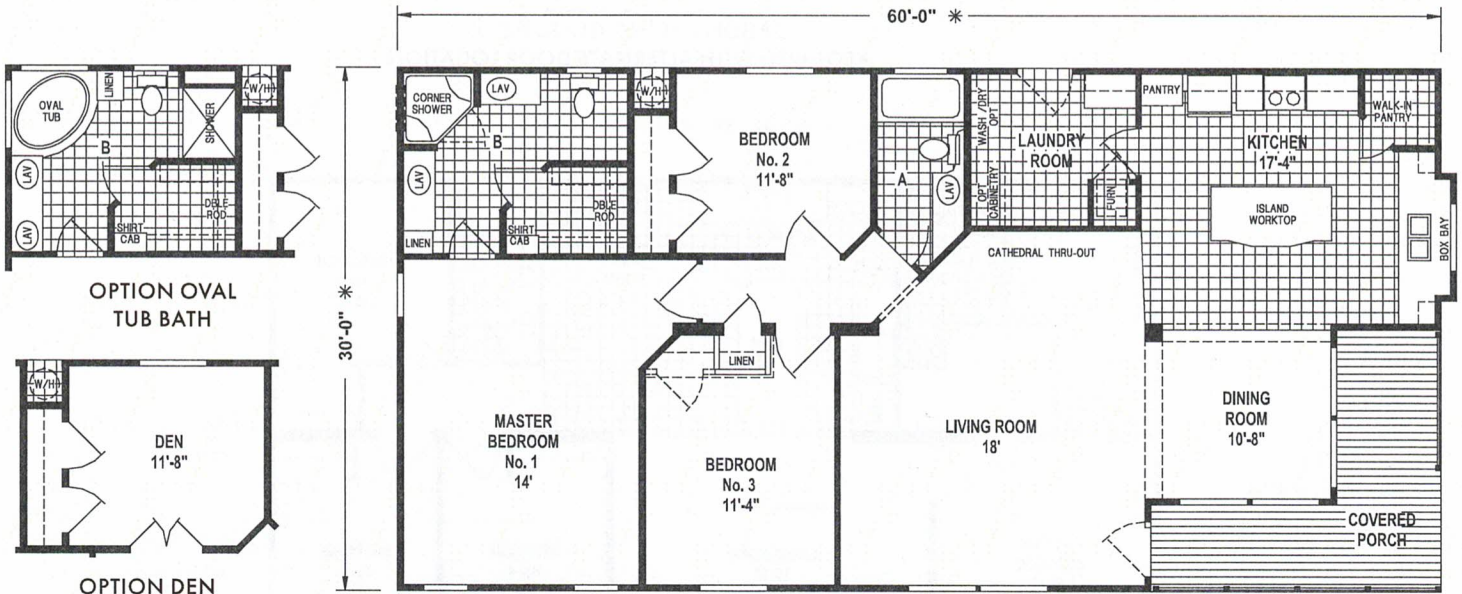 60'-0" *
30'-0" *
OVAL
TUB
LINEN
SHOWER
W/H
B
LAV
LAV
SHIRT
CAB
DBLE
ROD
OPTION OVAL
TUB BATH
W/H
DEN
11'-8"
OPTION DEN
CORNER
SHOWER
LAV
B
LAV
LINEN
SHIRT
CAB
DBLE
ROD
W/H
BEDROOM
No. 2
11'-8"
A
LAV
WASH / DRY
OPT
OPT
CABINETRY
LAUNDRY
ROOM
FURN
PANTRY
KITCHEN
17'-4"
WALK-IN
PANTRY
ISLAND
WORKTOP
BOX BAY
CATHEDRAL THRU-OUT
LINEN
MASTER
BEDROOM
No. 1
14'
BEDROOM
No. 3
11'-4"
LIVING ROOM
18'
DINING
ROOM
10'-8"
COVERED
PORCH